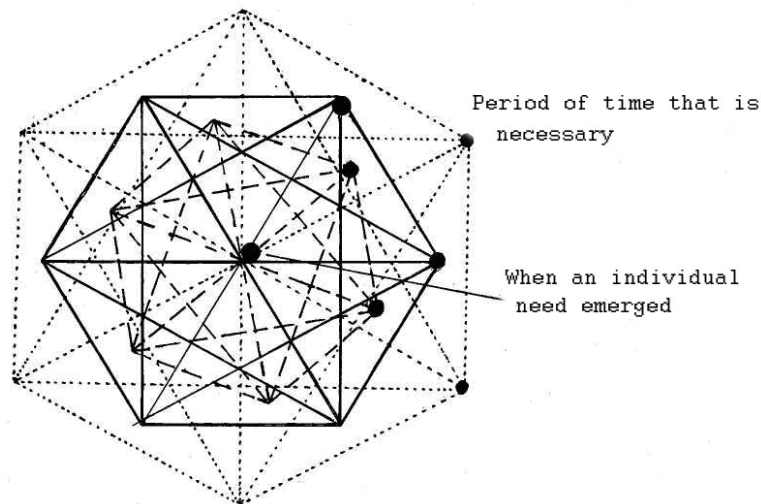 Period of time that is
necessary
When an individual
need emerged